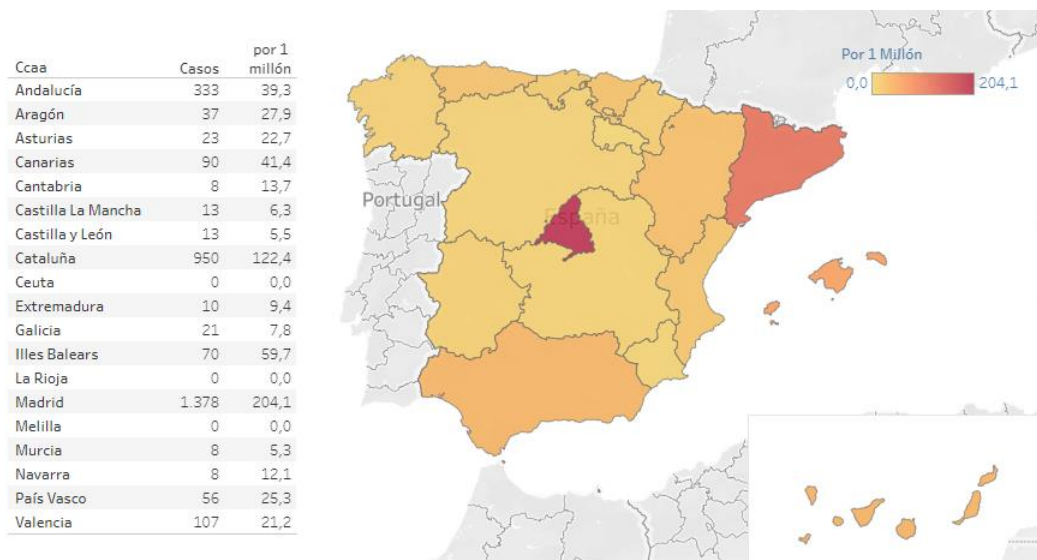 Ccaa Casos por 1 millón
Andalucía 333 39,3
Aragón 37 27,9
Asturias 23 22,7
Canarias 90 41,4
Cantabria 8 13,7
Castilla La Mancha 13 6,3
Castilla y León 13 5,5
Cataluña 950 122,4
Ceuta 0 0,0
Extremadura 10 9,4
Galicia 21 7,8
Illes Balears 70 59,7
La Rioja 0 0,0
Madrid 1.378 204,1
Melilla 0 0,0
Murcia 8 5,3
Navarra 8 12,1
País Vasco 56 25,3
Valencia 107 21,2
Por 1 Millón
0,0 204,1
Portugal
España